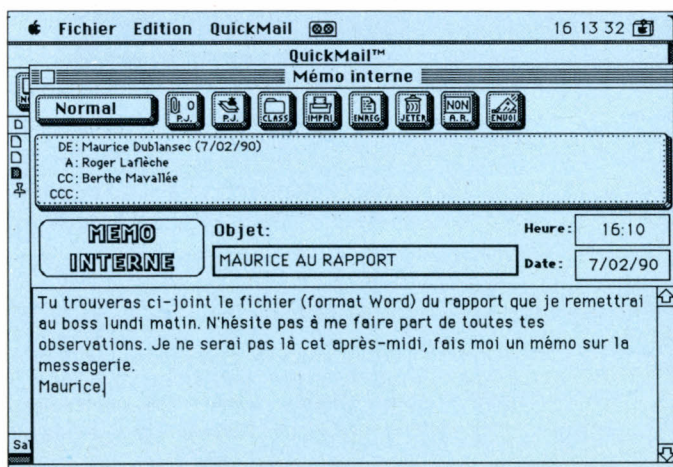 Fichier Edition QuickMail 16 13 32
QuickMail™
Mémo interne
Normal
0
P.J. P.J. CLASS IMPRI ENREG JETER NON A.R. ENVOI
DE: Maurice Dublansec (7/02/90)
A: Roger Laflèche
CC: Berthe Mavallée
CCC:
MEMO INTERNE
Objet:
MAURICE AU RAPPORT
Heure: 16:10
Date: 7/02/90
Tu trouveras ci-joint le fichier (format Word) du rapport que je remettrai
au boss lundi matin. N'hésite pas à me faire part de toutes tes
observations. Je ne serai pas là cet après-midi, fais moi un mémo sur la
messagerie.
Maurice.